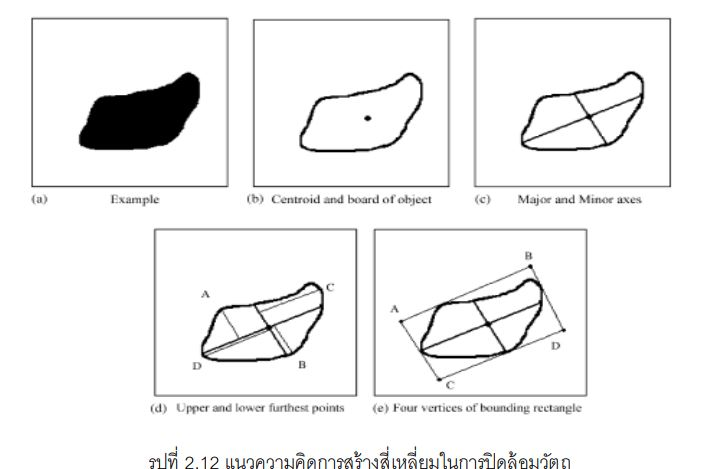 (a) Example
(b) Centroid and board of object
(c) Major and Minor axes
A
C
D
B
B
A
D
C
(d) Upper and lower furthest points
(e) Four vertices of bounding rectangle
รูปที่ 2.12 แนวความคิดการสร้างสี่เหลี่ยมในการปิดล้อมวัตถุ